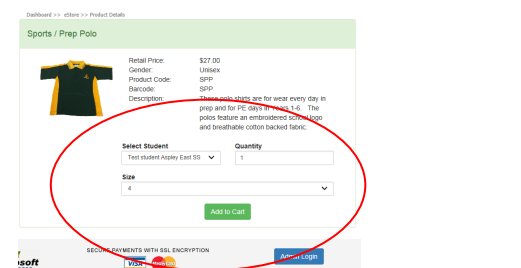 Dashboard >> eStore >> Product Details
Sports / Prep Polo
Retail Price: $27.00
Gender: Unisex
Product Code: SPP
Barcode: SPP
Description: These polo shirts are for wear every day in
prep and for PE days in Years 1-6. The
polos feature an embroidered school logo
and breathable cotton backed fabric.
Select Student Quantity
Test student Aspley East SS 1
Size
4
Add to Cart
SECURE PAYMENTS WITH SSL ENCRYPTION
Admin Login
VISA